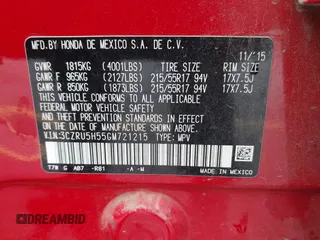 MFD.BY HONDA DE MEXICO S.A. DE C.V.
11/'15
GVWR 1815KG (4001LBS) TIRE SIZE RIM SIZE
GAWR F 965KG (2127LBS) 215/55R17 94V 17X7.5J
GAWR R 850KG (1873LBS) 215/55R17 94V 17X7.5J
THIS VEHICLE CONFORMS TO ALL APPLICABLE
FEDERAL MOTOR VEHICLE SAFETY AND THEFT
PREVENTION STANDARDS IN EFFECT ON THE DATE
OF MANUFACTURE SHOWN ABOVE.
V.I.N:3CZRU5H55GM721215 TYPE: MPV
T7W G AB7 -R81 -A -M MADE IN MEXICO
DREAMBID